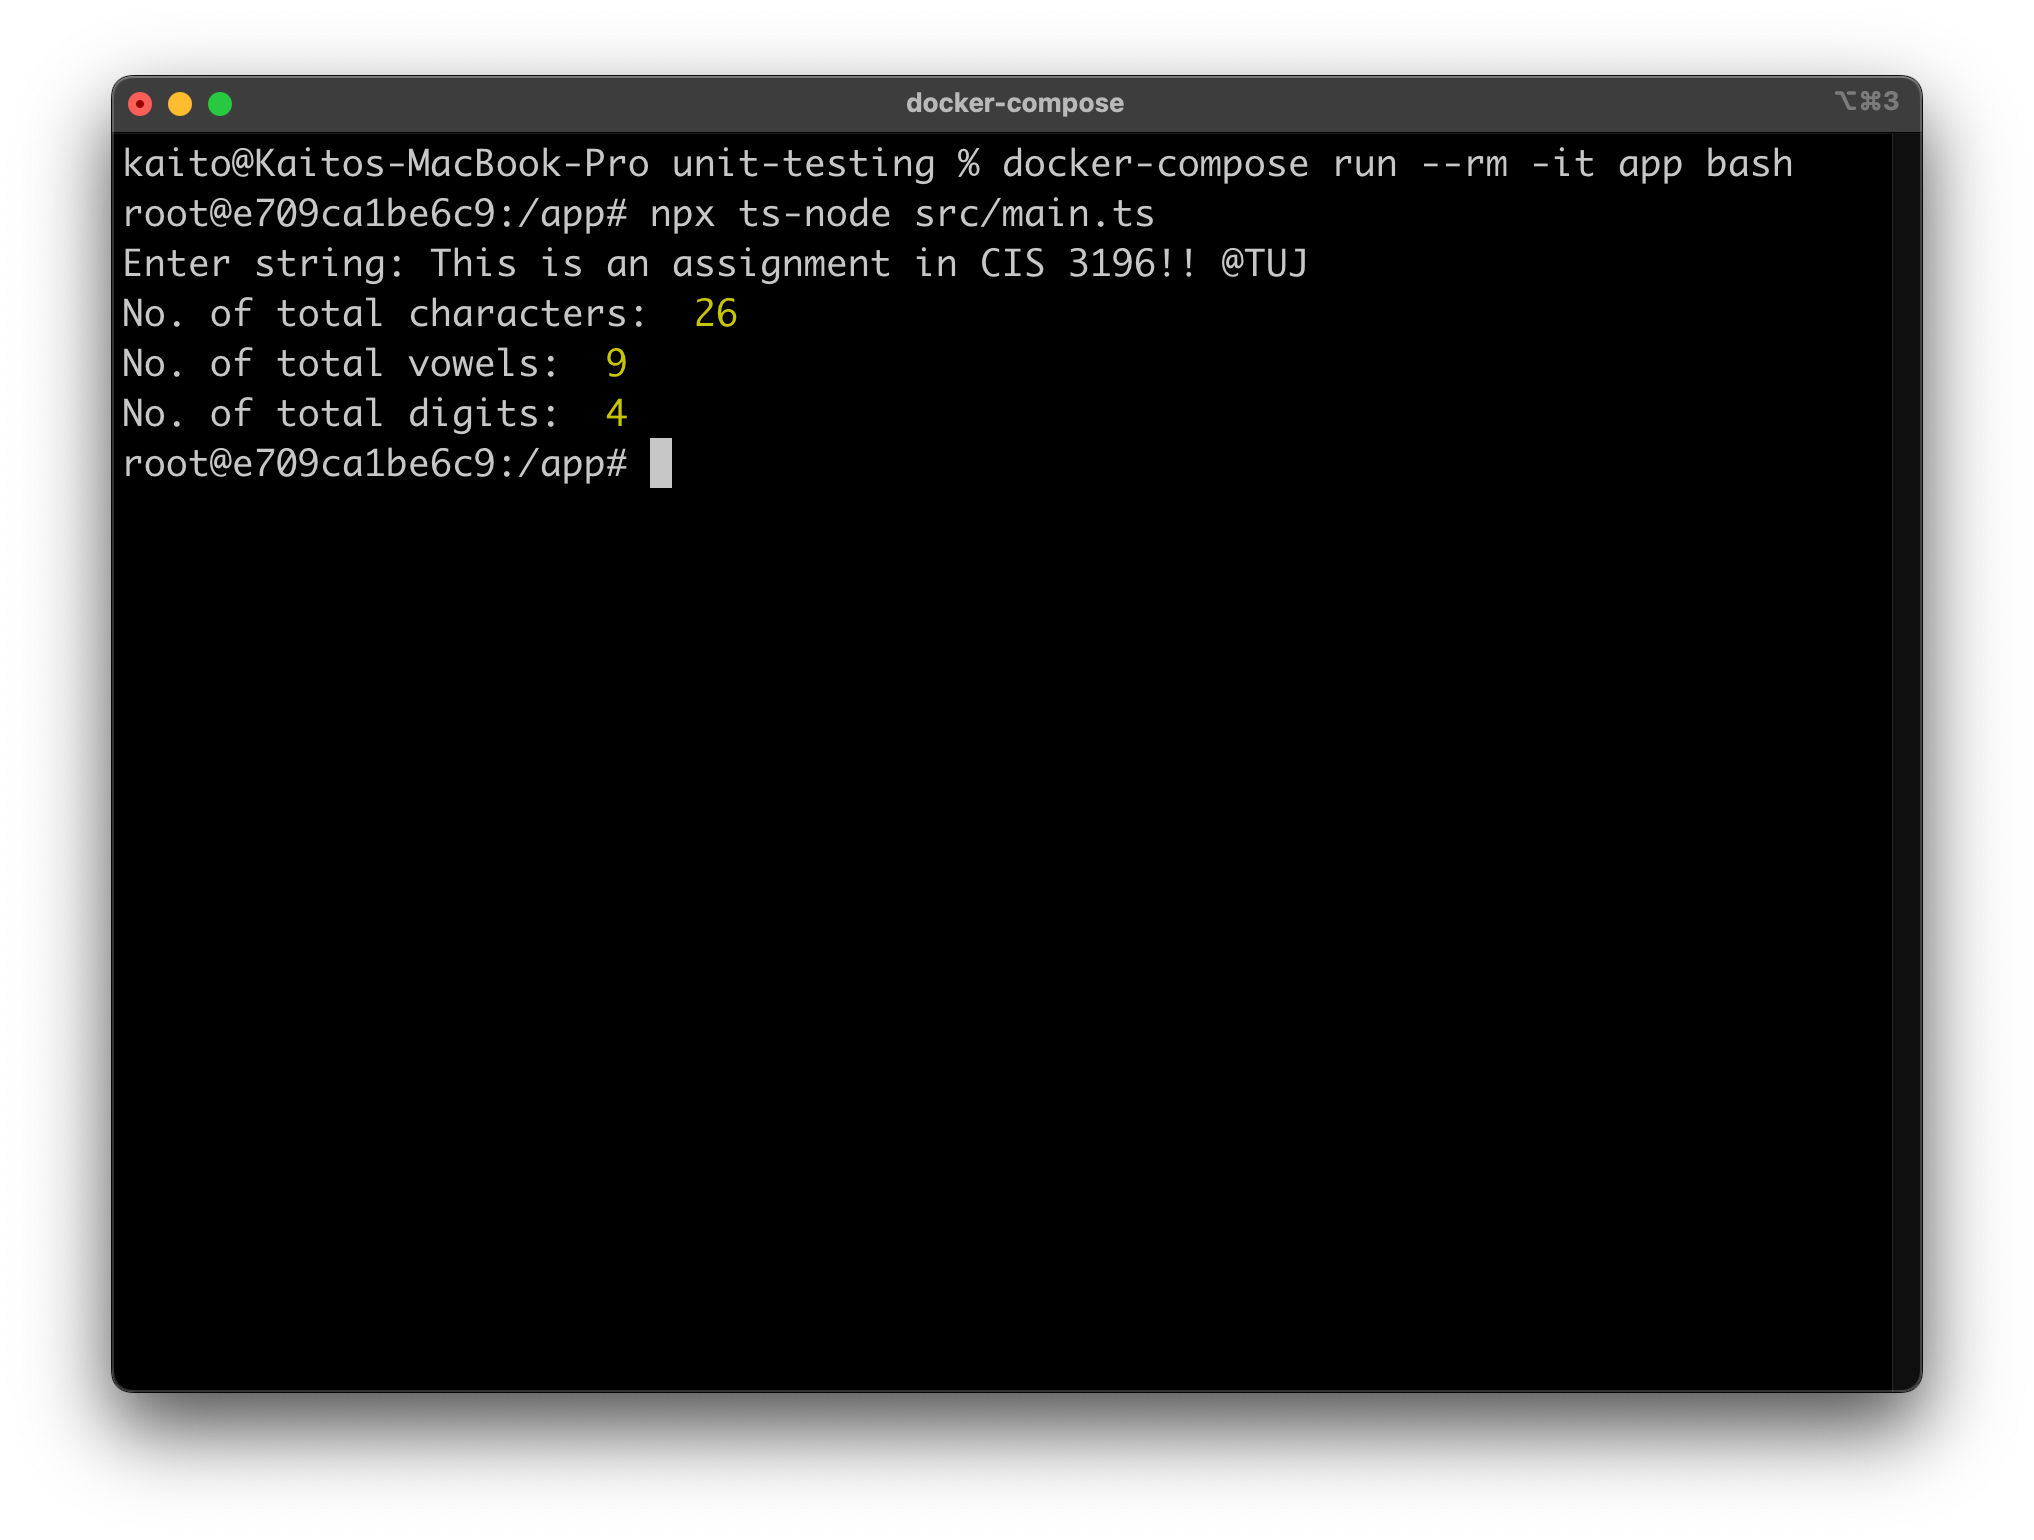 docker-compose
⌥⌘3
kaito@Kaitos-MacBook-Pro unit-testing % docker-compose run --rm -it app bash
root@e709ca1be6c9:/app# npx ts-node src/main.ts
Enter string: This is an assignment in CIS 3196!! @TUJ
No. of total characters:  26
No. of total vowels:  9
No. of total digits:  4
root@e709ca1be6c9:/app#